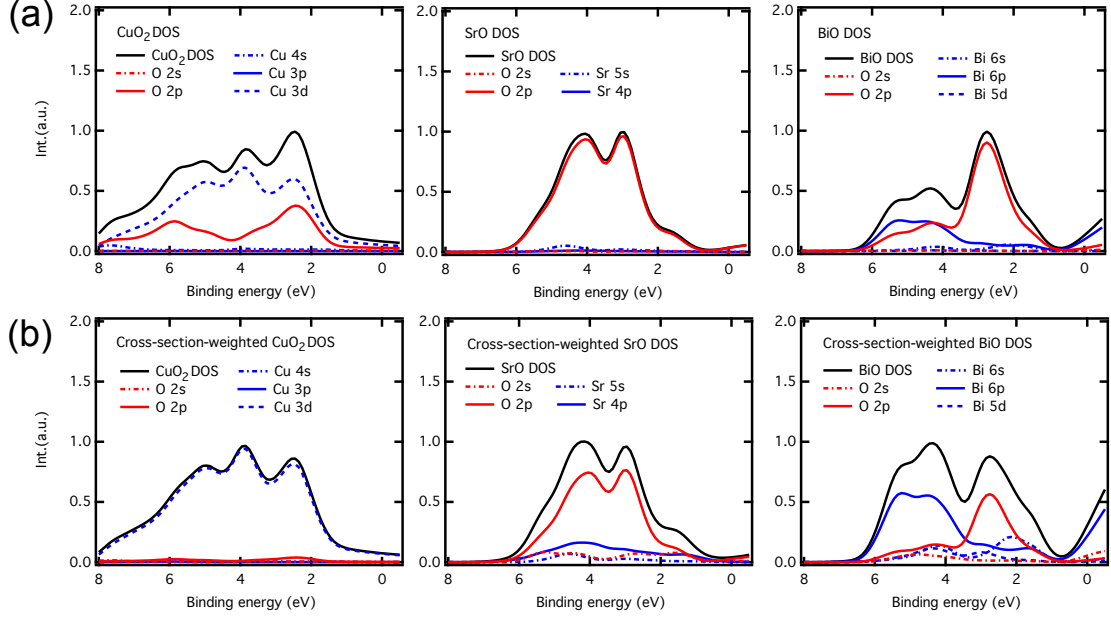 (a)
CuO2 DOS
CuO2 DOS
O 2s
O 2p
Cu 4s
Cu 3p
Cu 3d
Int.(a.u.)
2.0
1.5
1.0
0.5
0.0
8 6 4 2 0
Binding energy (eV)
SrO DOS
SrO DOS
O 2s
O 2p
Sr 5s
Sr 4p
2.0
1.5
1.0
0.5
0.0
8 6 4 2 0
Binding energy (eV)
BiO DOS
BiO DOS
O 2s
O 2p
Bi 6s
Bi 6p
Bi 5d
2.0
1.5
1.0
0.5
0.0
8 6 4 2 0
Binding energy (eV)
(b)
Cross-section-weighted CuO2 DOS
CuO2 DOS
O 2s
O 2p
Cu 4s
Cu 3p
Cu 3d
Int.(a.u.)
2.0
1.5
1.0
0.5
0.0
8 6 4 2 0
Binding energy (eV)
Cross-section-weighted SrO DOS
SrO DOS
O 2s
O 2p
Sr 5s
Sr 4p
2.0
1.5
1.0
0.5
0.0
8 6 4 2 0
Binding energy (eV)
Cross-section-weighted BiO DOS
BiO DOS
O 2s
O 2p
Bi 6s
Bi 6p
Bi 5d
2.0
1.5
1.0
0.5
0.0
8 6 4 2 0
Binding energy (eV)